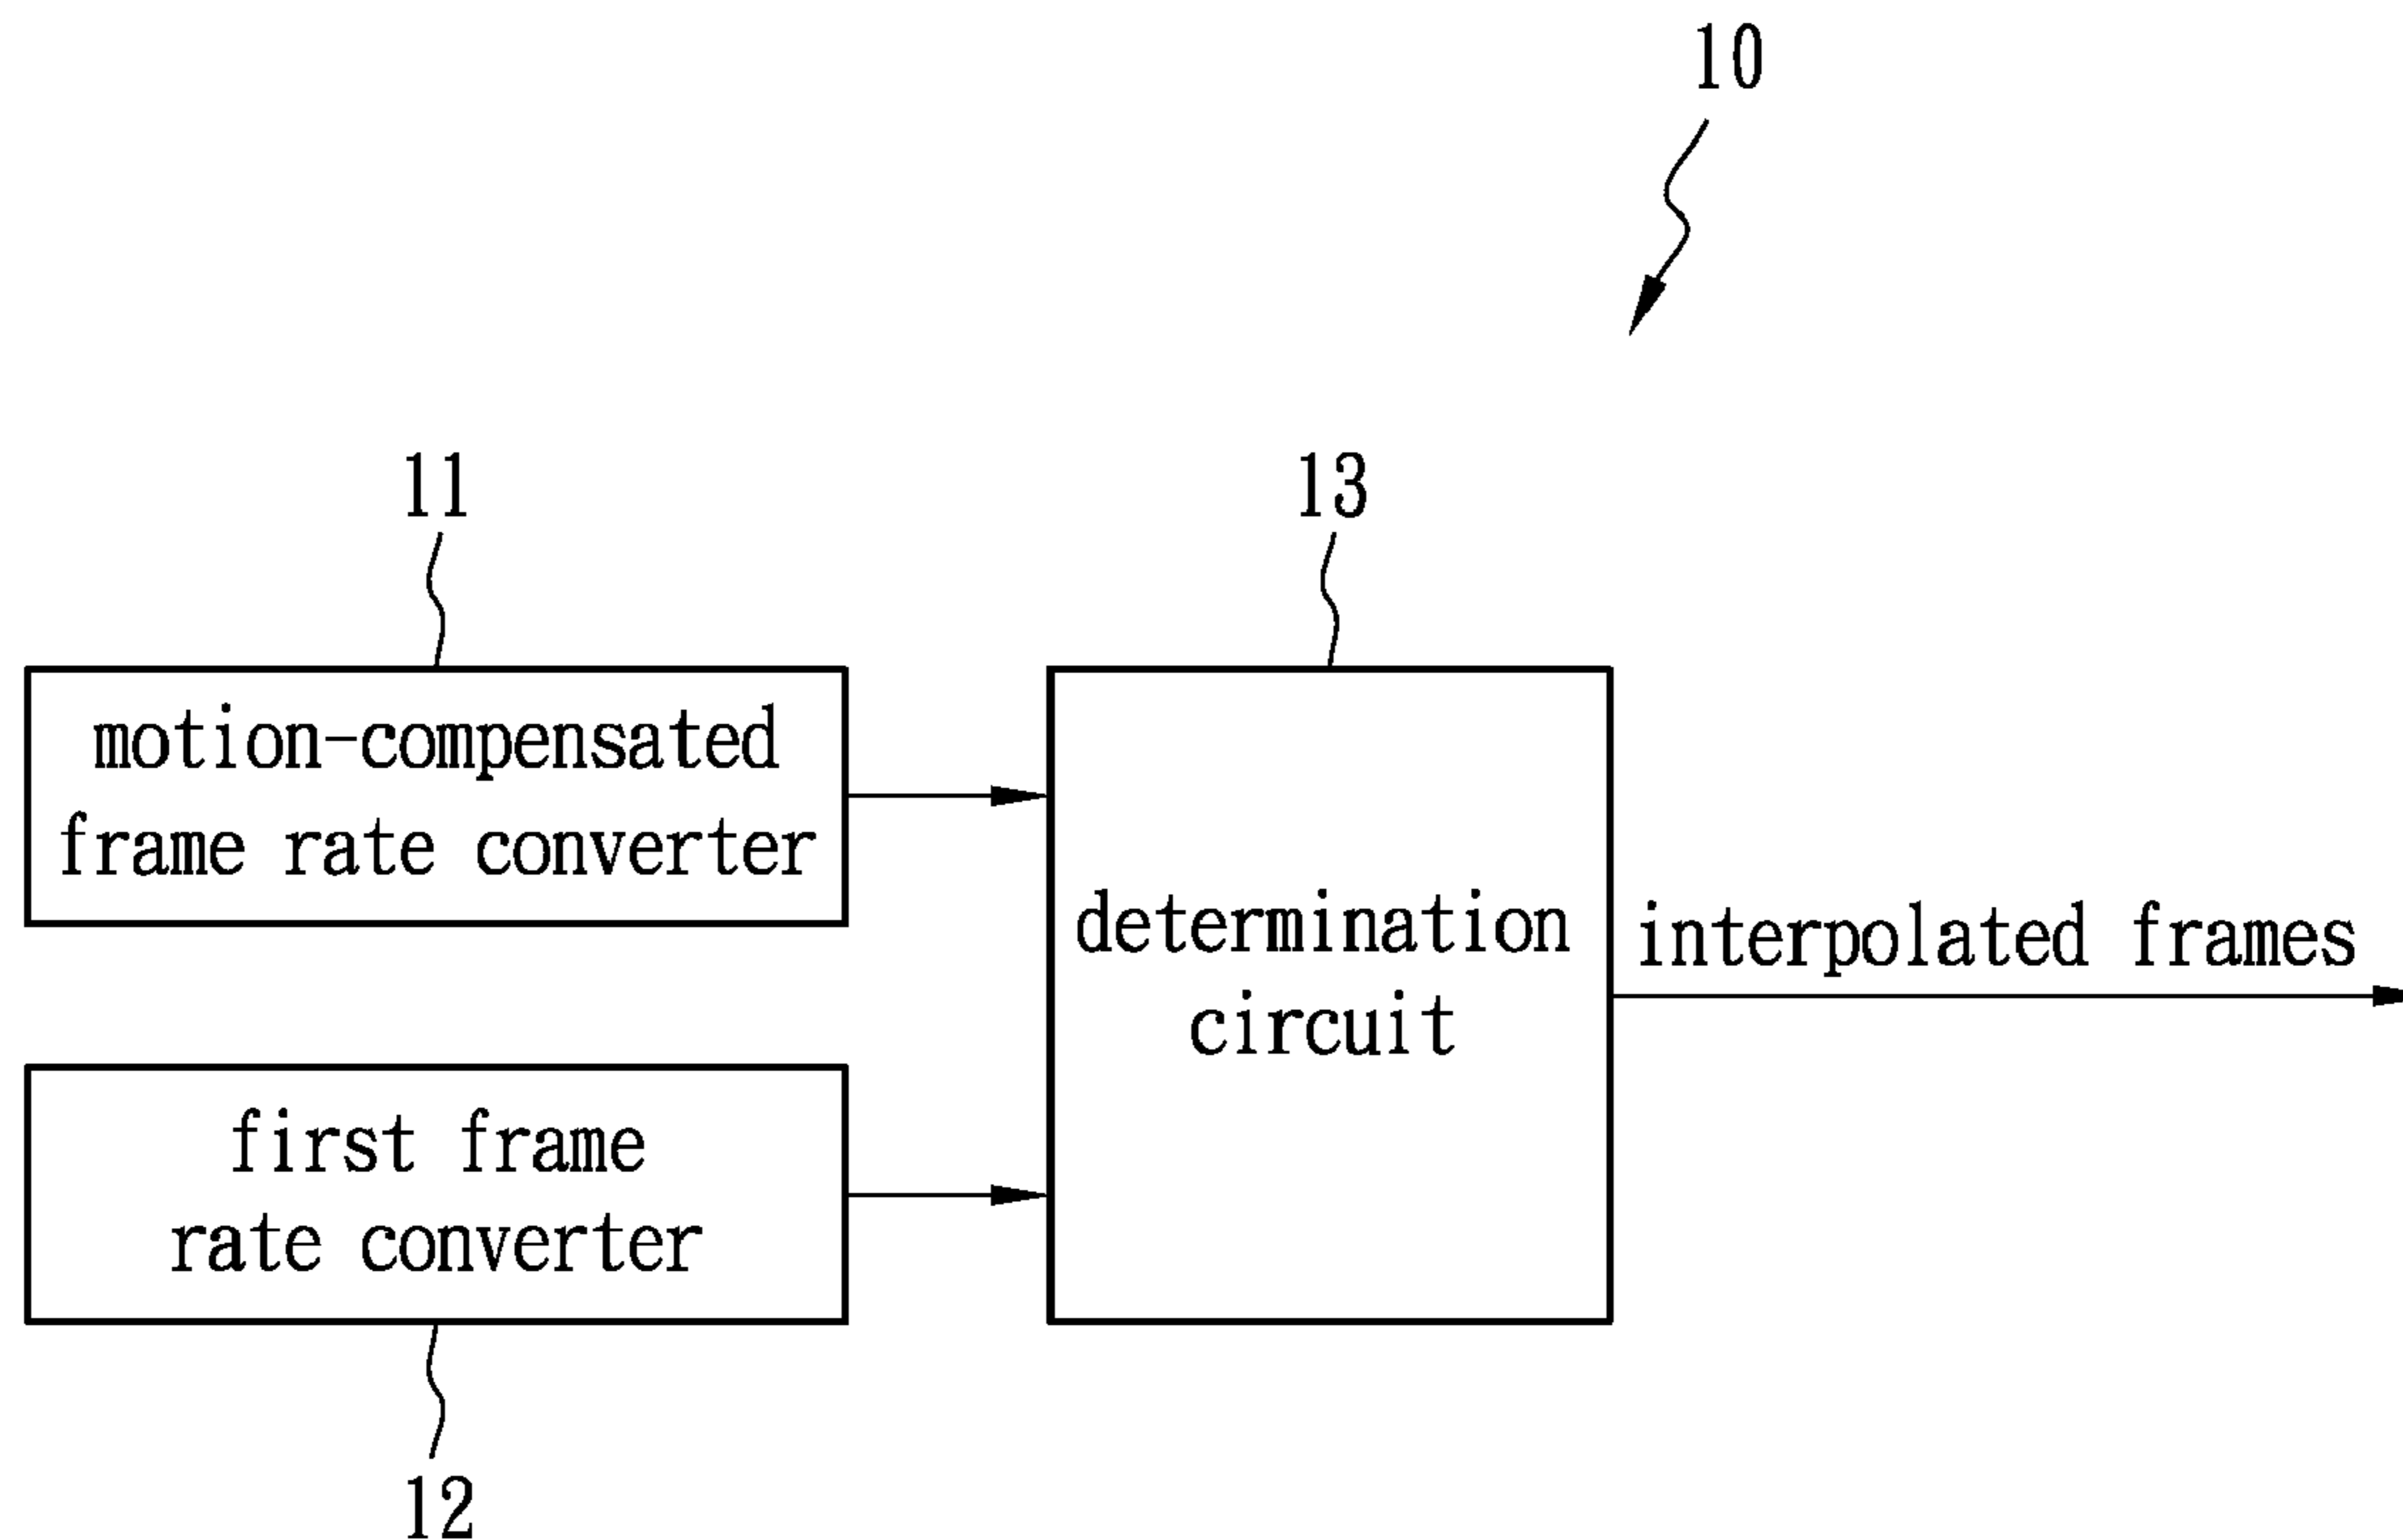 10
11
13
motion-compensated
frame rate converter
determination
circuit
interpolated frames
first frame
rate converter
12